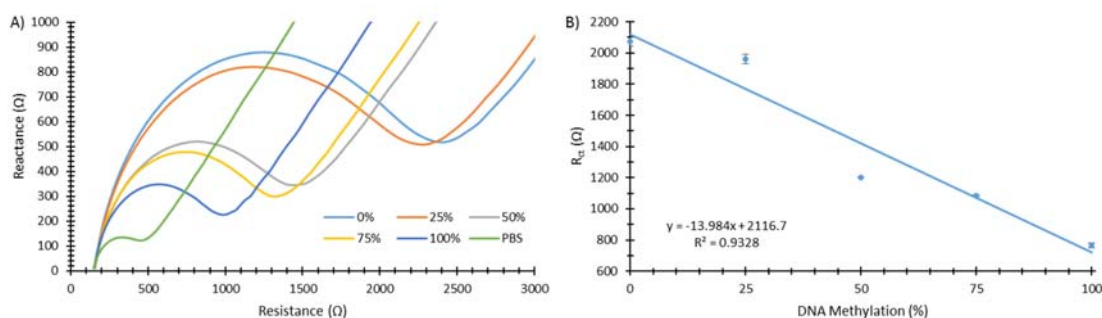 A)
Reactance (Ω)
1000
900
800
700
600
500
400
300
200
100
0
0 500 1000 1500 2000 2500 3000
Resistance (Ω)
0% 25% 50%
75% 100% PBS
B)
Rct (Ω)
2200
2000
1800
1600
1400
1200
1000
800
600
0 25 50 75 100
DNA Methylation (%)
y = -13.984x + 2116.7
R² = 0.9328